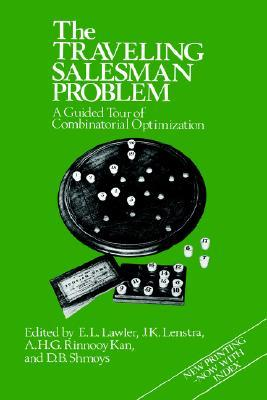 The
TRAVELING
SALESMAN
PROBLEM
A Guided Tour of
Combinatorial Optimization
Edited by E. L. Lawler, J.K. Lenstra,
A.H.G. Rinnooy Kan,
and D.B. Shmoys
NEW PRINTING
NOW WITH
INDEX